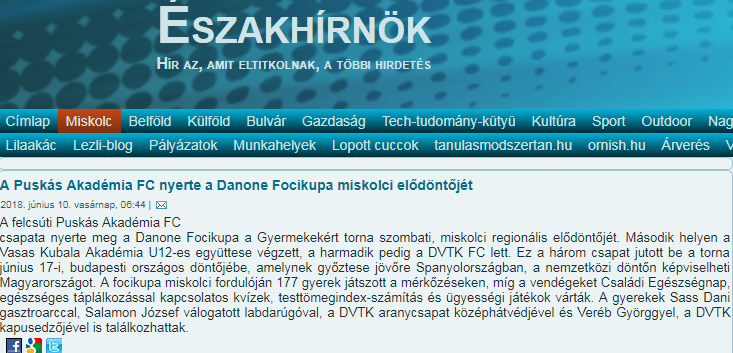 Északhírnök
Hír az, amit eltitkolnak, a többi hirdetés
Címlap Miskolc Belföld Külföld Bulvár Gazdaság Tech-tudomány-kütyü Kultúra Sport Outdoor Nag
Lilaakác Lezli-blog Pályázatok Munkahelyek Lopott cuccok tanulasmodszertan.hu ornish.hu Árverés V
A Puskás Akadémia FC nyerte a Danone Focikupa miskolci elődöntőjét
2018. június 10. vasárnap, 06:44 |
A felcsúti Puskás Akadémia FC
csapata nyerte meg a Danone Focikupa a Gyermekekért torna szombati, miskolci regionális elődöntőjét. Második helyen a
Vasas Kubala Akadémia U12-es együttese végzett, a harmadik pedig a DVTK FC lett. Ez a három csapat jutott be a torna
június 17-i, budapesti országos döntőjébe, amelynek győztese jövőre Spanyolországban, a nemzetközi döntőn képviselheti
Magyarországot. A focikupa miskolci fordulóján 177 gyerek játszott a mérkőzéseken, míg a vendégeket Családi Egészségnap,
egészséges táplálkozással kapcsolatos kvízek, testtömegindex-számítás és ügyességi játékok várták. A gyerekek Sass Dani
gasztroarccal, Salamon József válogatott labdarúgóval, a DVTK aranycsapat középhátvédjével és Veréb Györggyel, a DVTK
kapusedzőjével is találkozhattak.